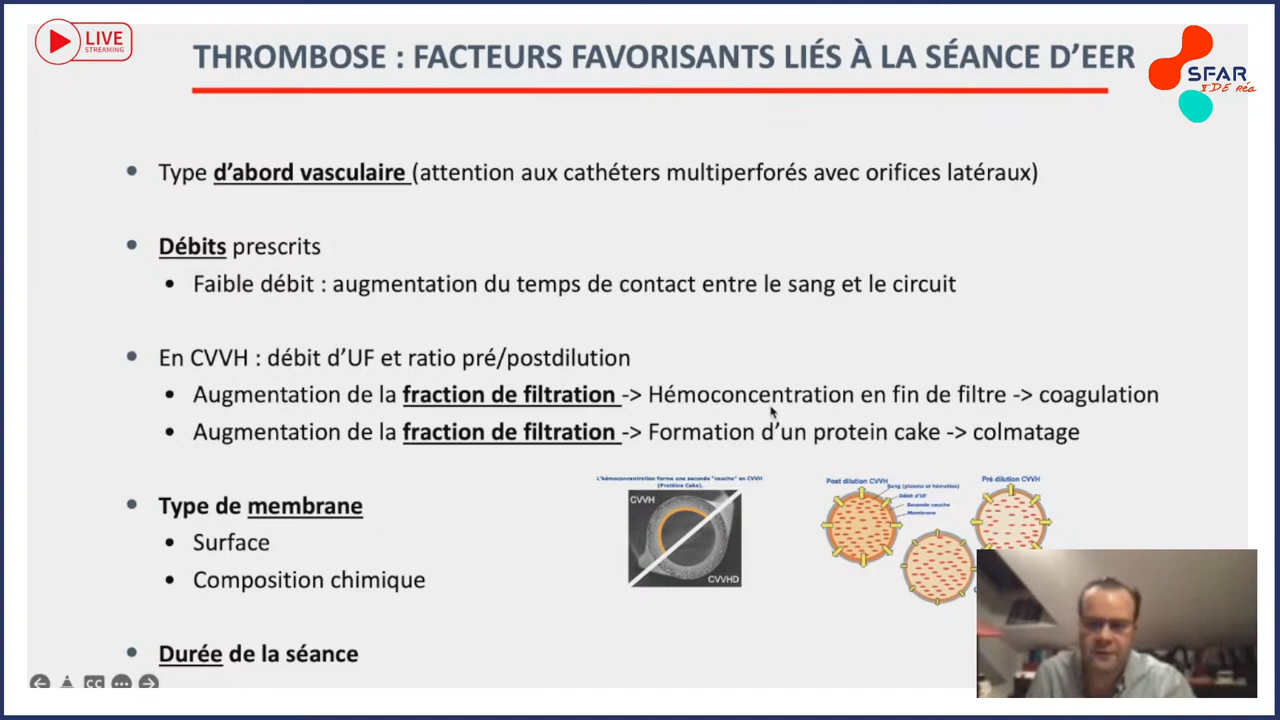 LIVE
STREAMING
THROMBOSE : FACTEURS FAVORISANTS LIÉS À LA SÉANCE D'EER
SFAR
IDE Réa
• Type d'abord vasculaire (attention aux cathéters multiperforés avec orifices latéraux)
• Débits prescrits
• Faible débit : augmentation du temps de contact entre le sang et le circuit
• En CVVH : débit d'UF et ratio pré/postdilution
• Augmentation de la fraction de filtration -> Hémoconcentration en fin de filtre -> coagulation
• Augmentation de la fraction de filtration -> Formation d'un protein cake -> colmatage
• Type de membrane
• Surface
• Composition chimique
• Durée de la séance
L'hémoconcentration forme une seconde "couche" en CVVH
(Protéine Cake).
CVVH
CVVHD
Post dilution CVVH
Sang (plasma et hématies)
Débit d'UF
Seconde couche
Membrane
Pré dilution CVVH
CC